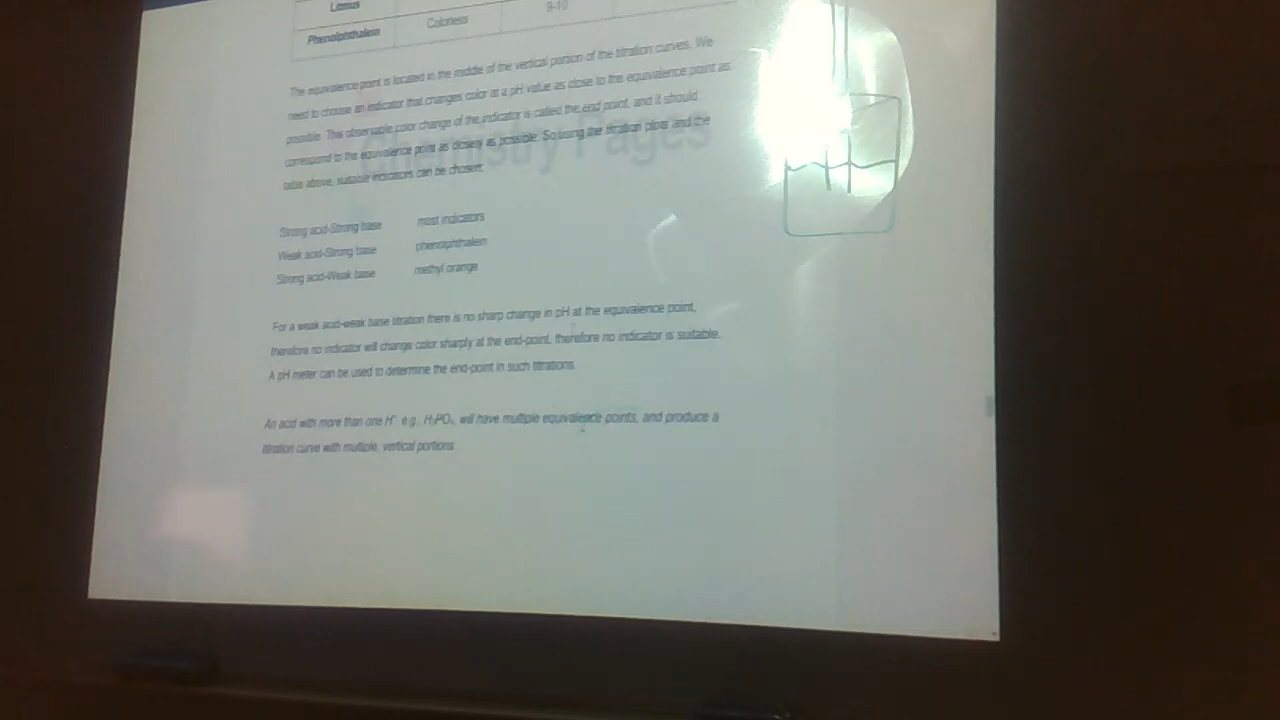 Litmus
Phenolphthalein Colorless 9-10
The equivalence point is located in the middle of the vertical portion of the titration curves. We
need to choose an indicator that changes color at a pH value as close to the equivalence point as
possible. This observable color change of the indicator is called the end point, and it should
correspond to the equivalence point as closely as possible. So using the titration plots and the
table above, suitable indicators can be chosen;
Chemistry Pages
Strong acid-Strong base most indicators
Weak acid-Strong base phenolphthalein
Strong acid-Weak base methyl orange
For a weak acid-weak base titration there is no sharp change in pH at the equivalence point,
therefore no indicator will change color sharply at the end-point, therefore no indicator is suitable.
A pH meter can be used to determine the end-point in such titrations.
An acid with more than one H⁺ e.g., H₃PO₄, will have multiple equivalence points, and produce a
titration curve with multiple, vertical portions.